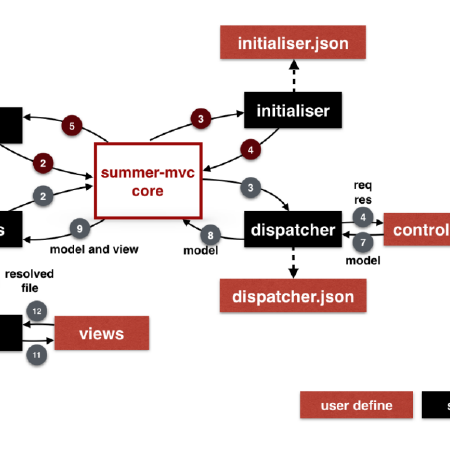 initialiser.json
initialiser
5
3
4
2
summer-mvc
core
2
3
req
res
4
dispatcher
control
7
model
9
8
model and view
model
resolved
file
dispatcher.json
12
views
11
user define